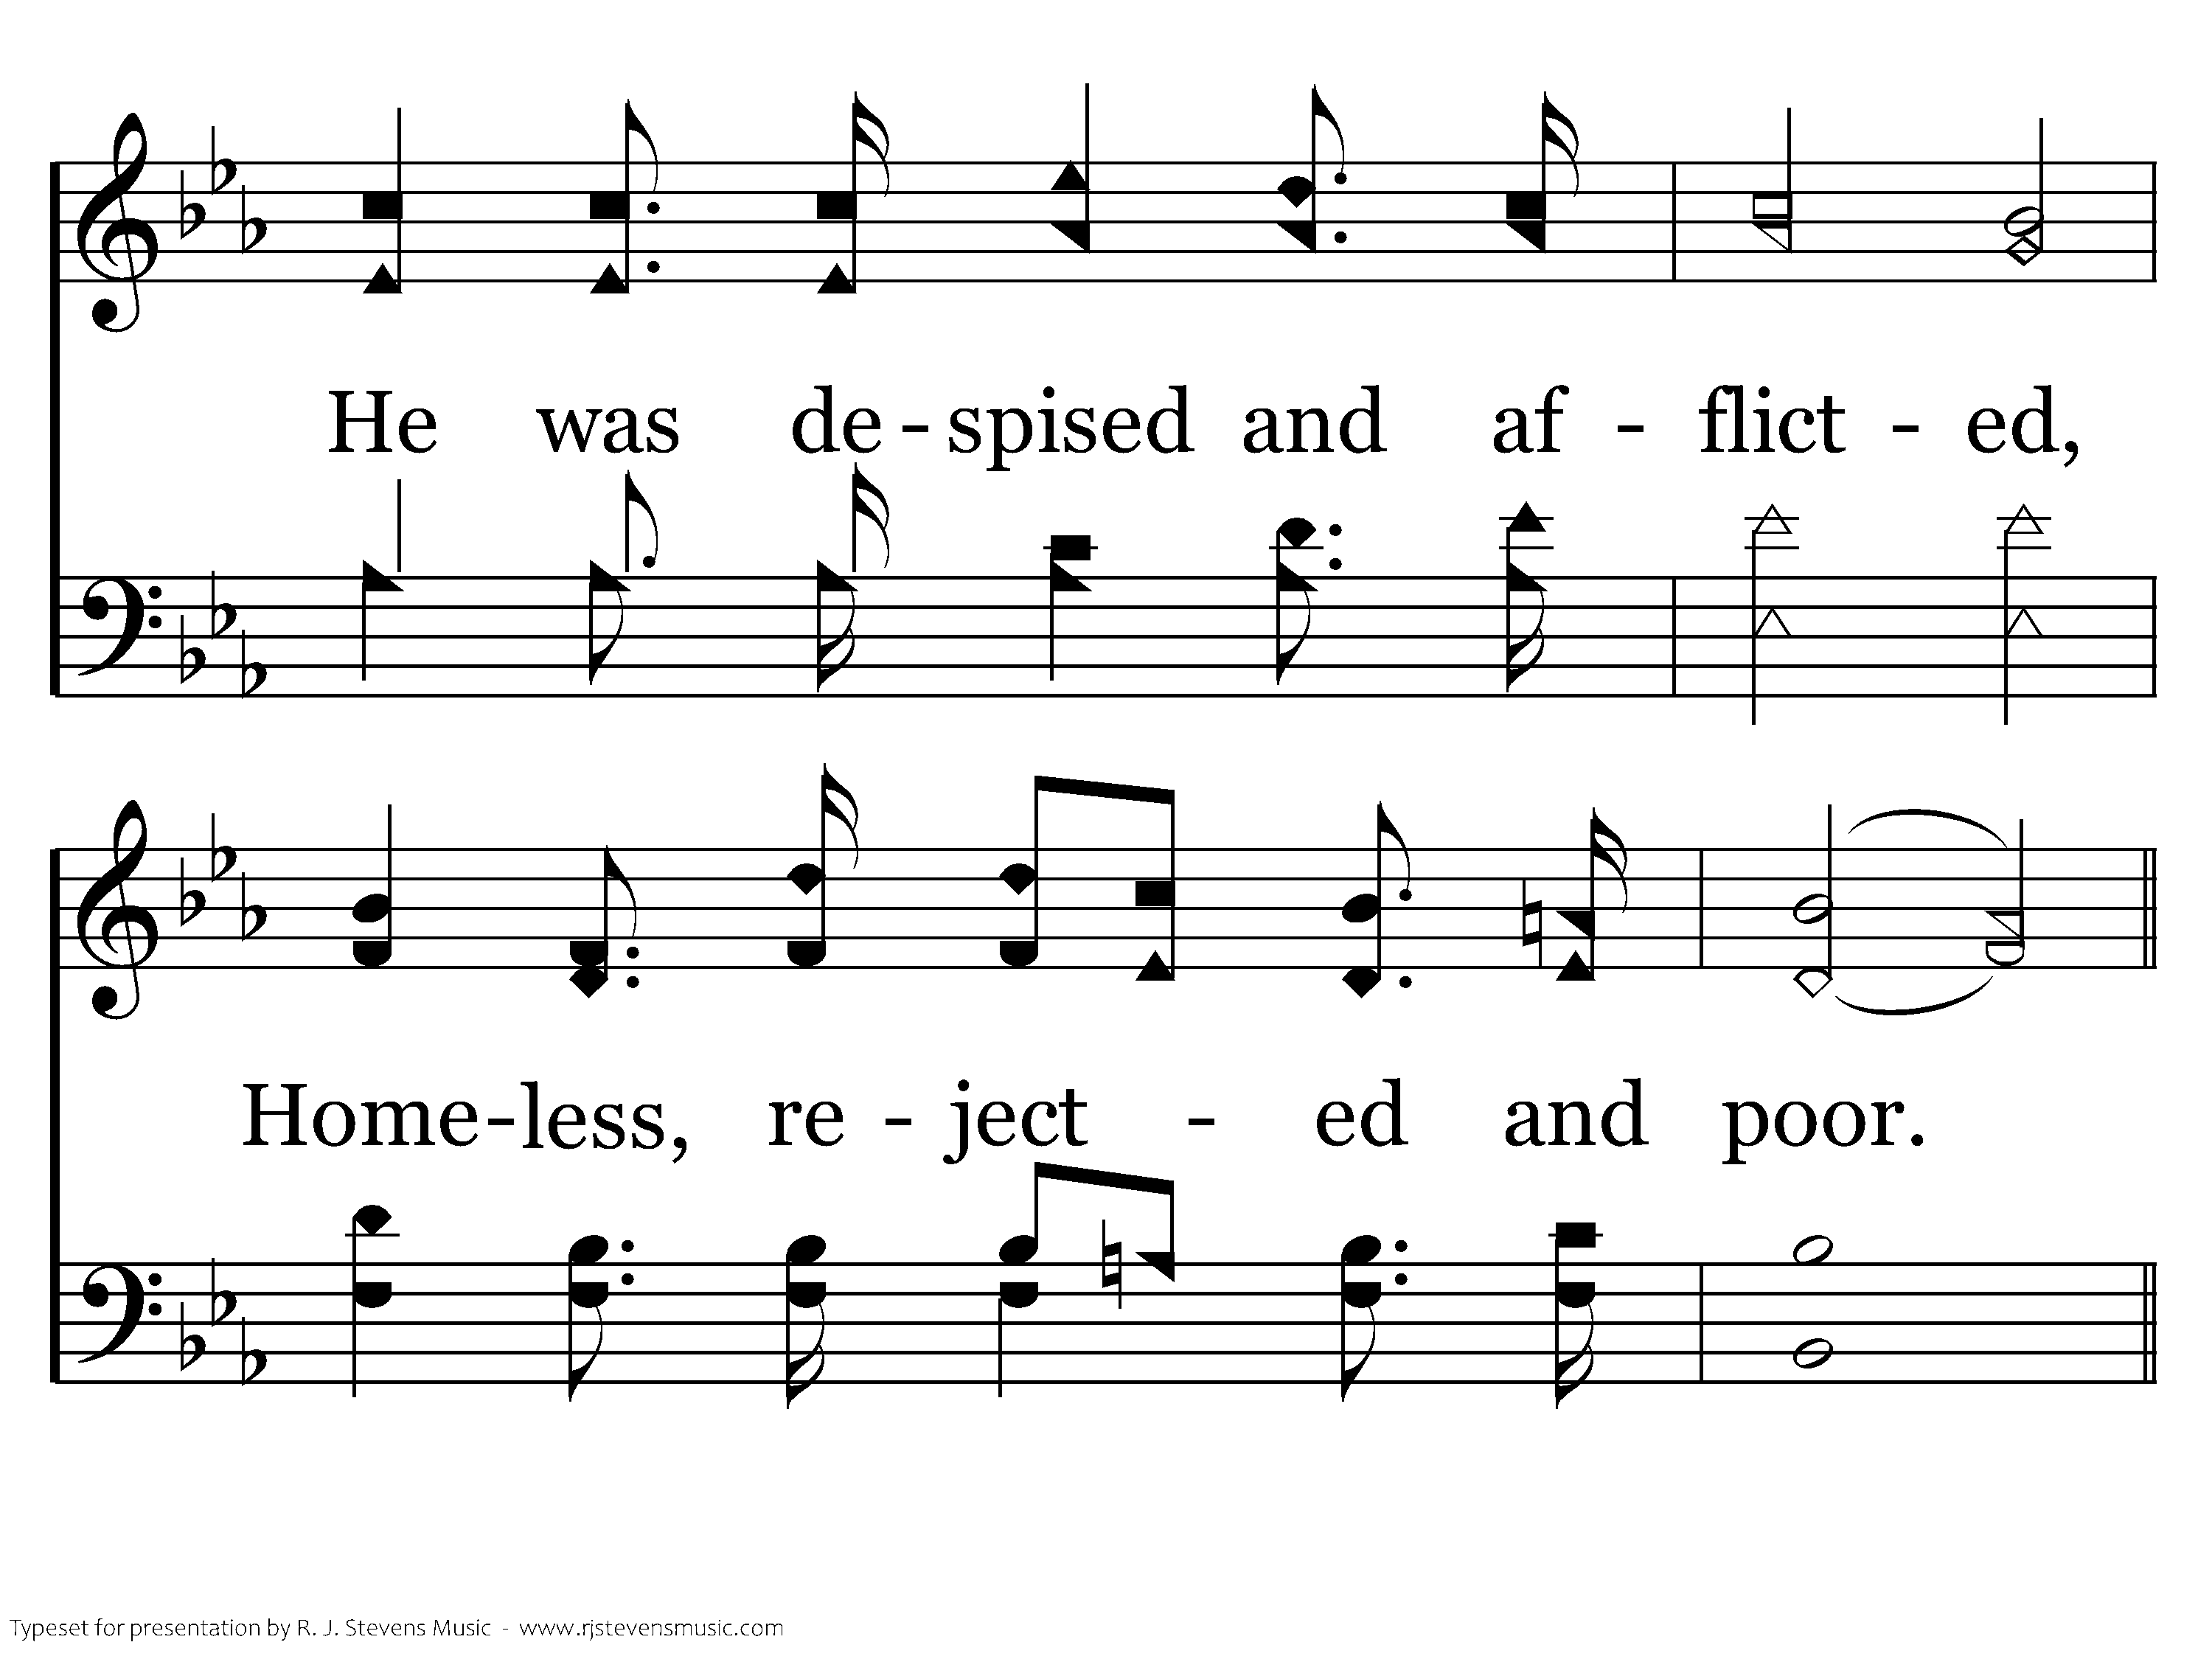 He was de - spised and af - flict - ed,
Home-less, re - ject - ed and poor.
Typeset for presentation by R. J. Stevens Music - www.rjstevensmusic.com